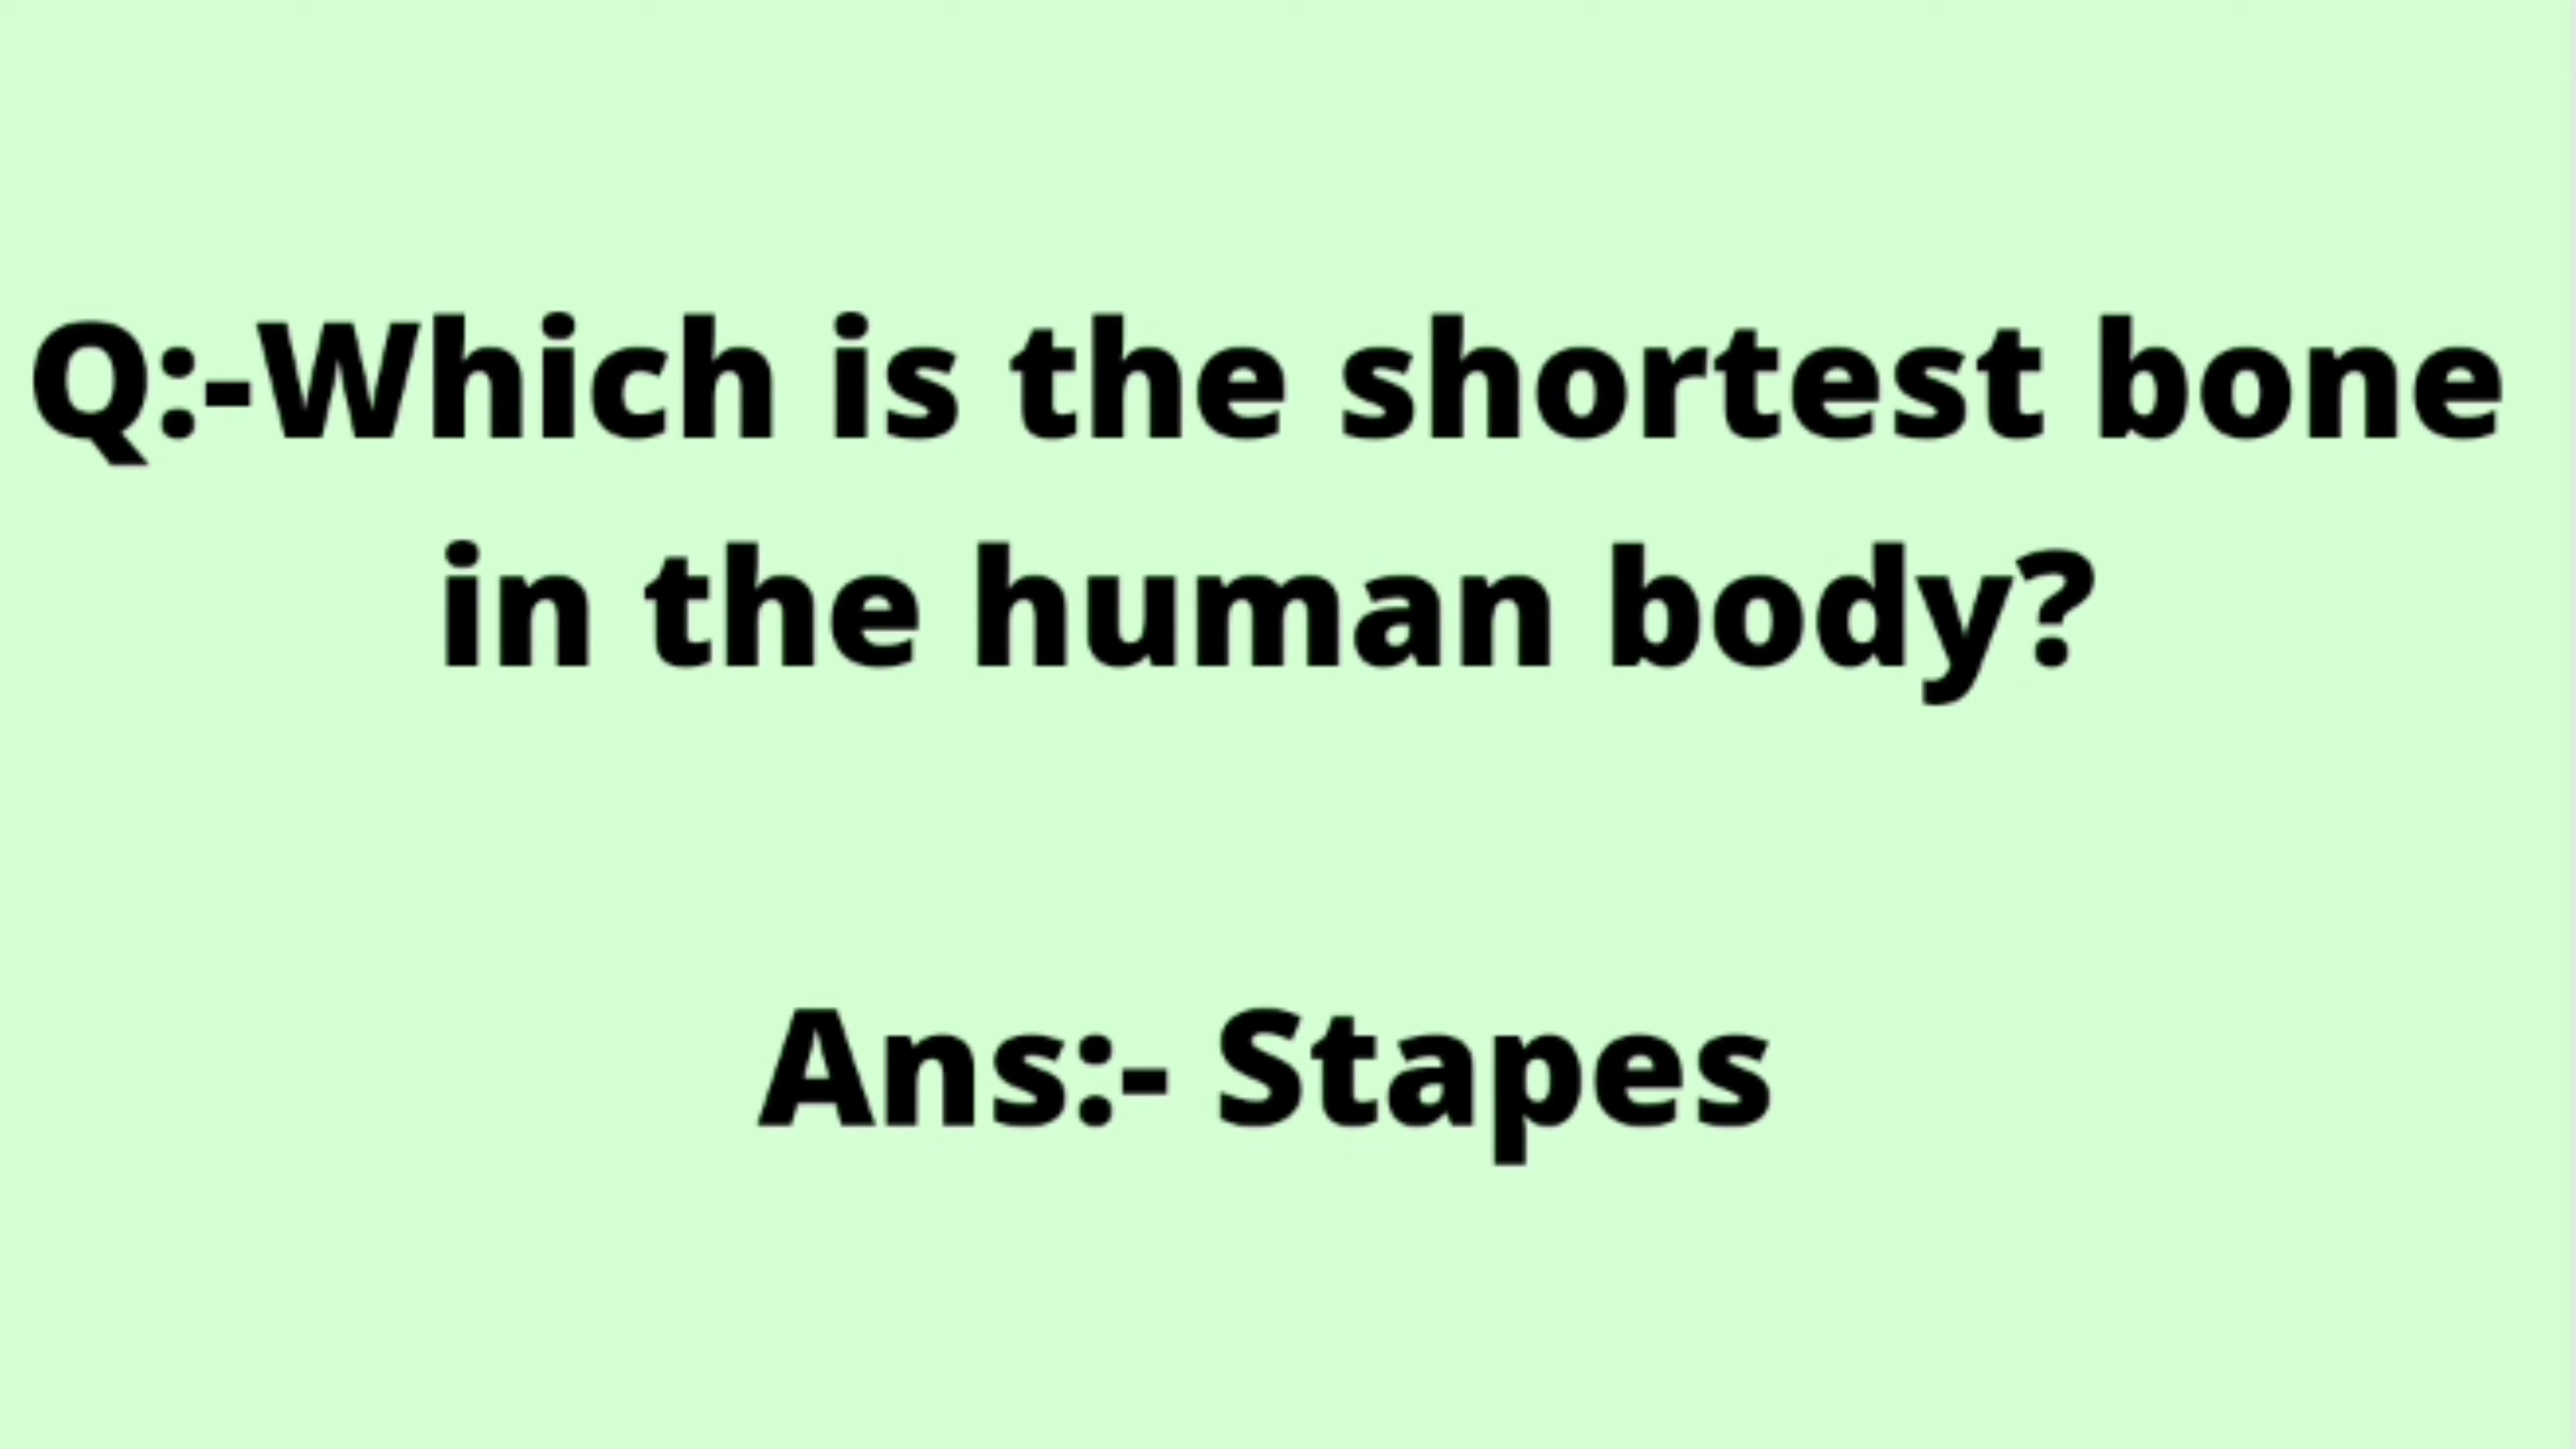 Q:-Which is the shortest bone
in the human body?
Ans:- Stapes